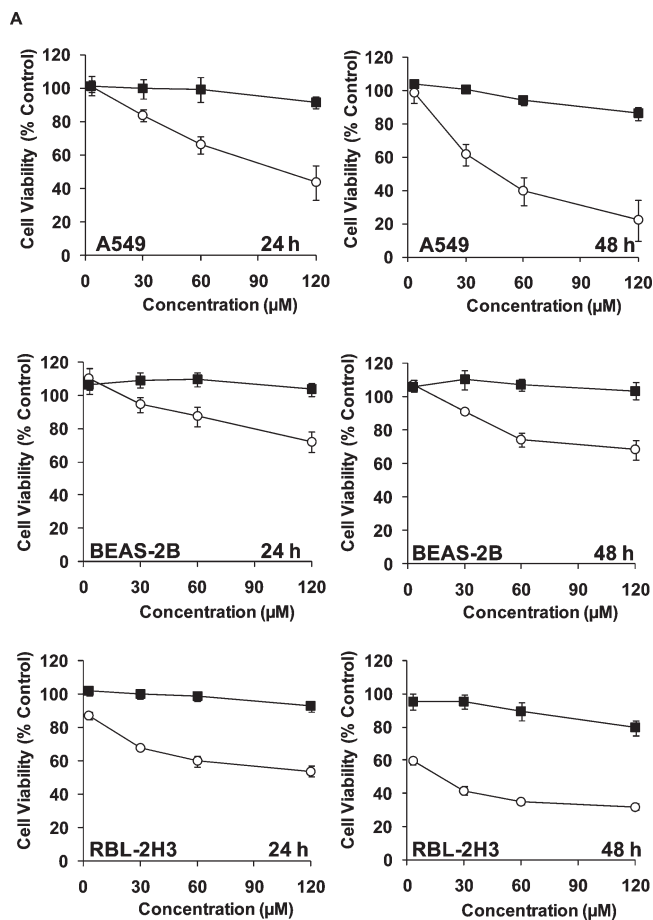 A
120
100
80
60
40
20
0
Cell Viability (% Control)
A549 24 h
0 30 60 90 120
Concentration (µM)
120
100
80
60
40
20
0
Cell Viability (% Control)
A549 48 h
0 30 60 90 120
Concentration (µM)
120
100
80
60
40
20
0
Cell Viability (% Control)
BEAS-2B 24 h
0 30 60 90 120
Concentration (µM)
120
100
80
60
40
20
0
Cell Viability (% Control)
BEAS-2B 48 h
0 30 60 90 120
Concentration (µM)
120
100
80
60
40
20
0
Cell Viability (% Control)
RBL-2H3 24 h
0 30 60 90 120
Concentration (µM)
120
100
80
60
40
20
0
Cell Viability (% Control)
RBL-2H3 48 h
0 30 60 90 120
Concentration (µM)